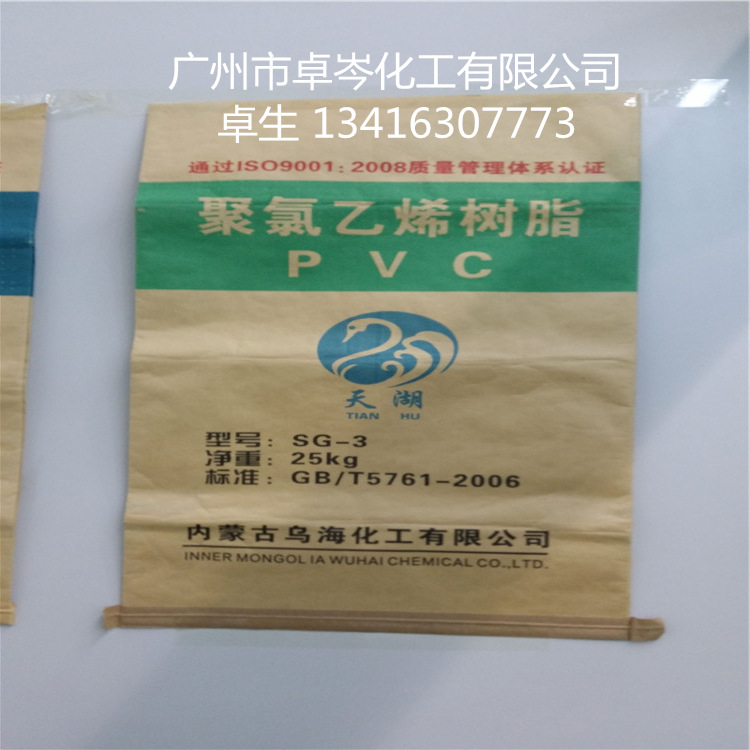 广州市卓岑化工有限公司
卓生 13416307773
通过ISO9001:2008质量管理体系认证
聚氯乙烯树脂
PVC
天湖
TIAN HU
型号：SG-3
净重：25kg
标准：GB/T5761-2006
内蒙古乌海化工有限公司
INNER MONGOLIA WUHAI CHEMICAL CO.,LTD.